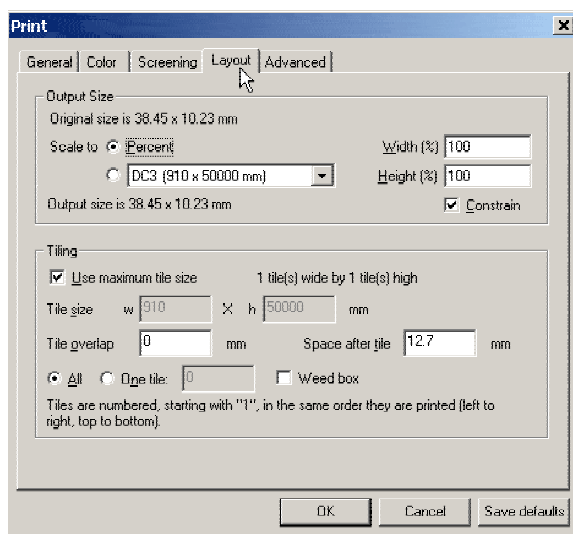 Print
General Color Screening Layout Advanced
Output Size
Original size is 38.45 x 10.23 mm
Scale to Percent Width (%) 100
DC3 (910 x 50000 mm) Height (%) 100
Output size is 38.45 x 10.23 mm Constrain
Tiling
Use maximum tile size 1 tile(s) wide by 1 tile(s) high
Tile size w 910 X h 50000 mm
Tile overlap 0 mm Space after tile 12.7 mm
All One tile: 0 Weed box
Tiles are numbered, starting with "1", in the same order they are printed (left to
right, top to bottom).
OK Cancel Save defaults